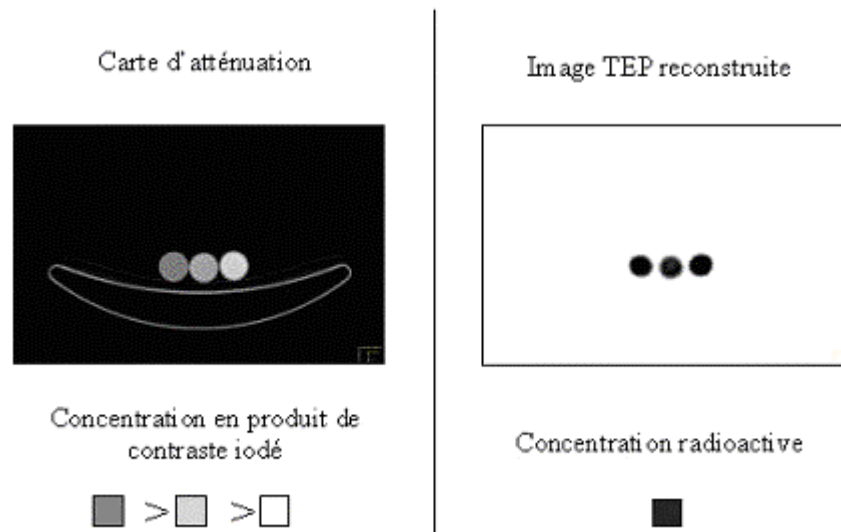 Carte d'atténuation
Image TEP reconstruite
Concentration en produit de
contraste iodé
> >
Concentration radioactive